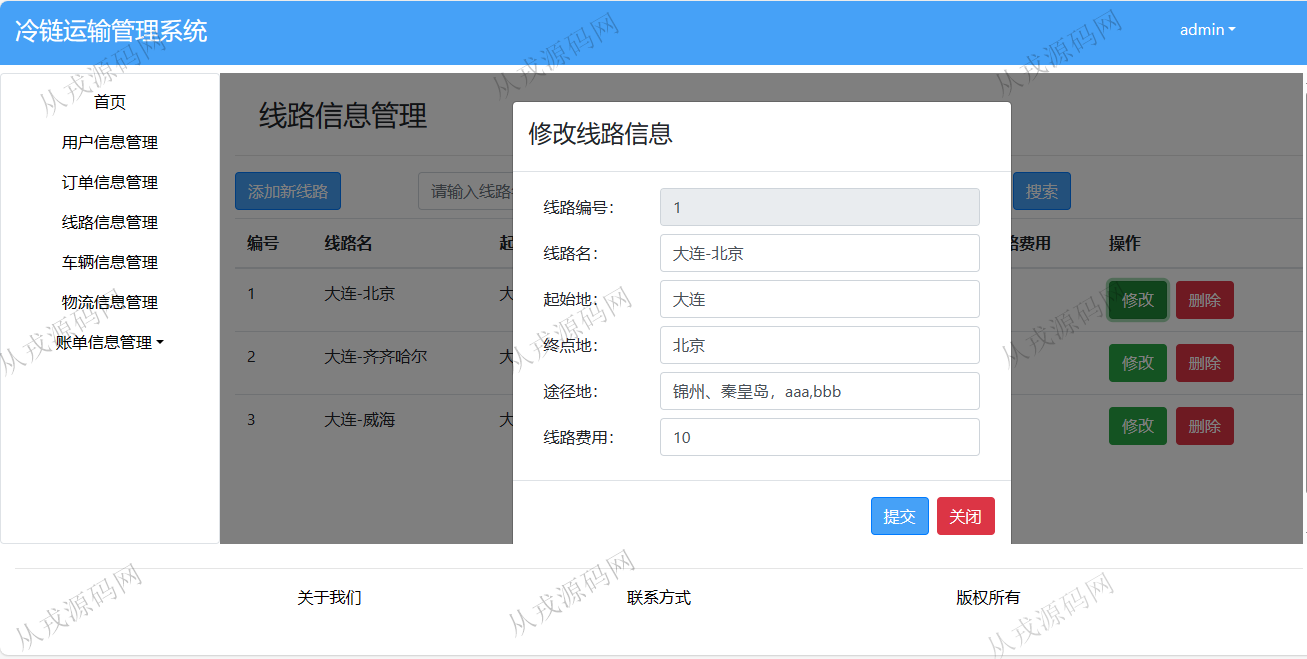 冷链运输管理系统
admin
首页
用户信息管理
订单信息管理
线路信息管理
车辆信息管理
物流信息管理
账单信息管理
线路信息管理
添加新线路
请输入线路
搜索
编号 线路名 起 路费用 操作
1 大连-北京 大 修改 删除
2 大连-齐齐哈尔 大 修改 删除
3 大连-威海 大 修改 删除
修改线路信息
线路编号: 1
线路名: 大连-北京
起始地: 大连
终点地: 北京
途径地: 锦州、秦皇岛，aaa,bbb
线路费用: 10
提交 关闭
关于我们 联系方式 版权所有
从戎源码网
从戎源码网
从戎源码网
从戎源码网
从戎源码网
从戎源码网
从戎源码网
从戎源码网
从戎源码网